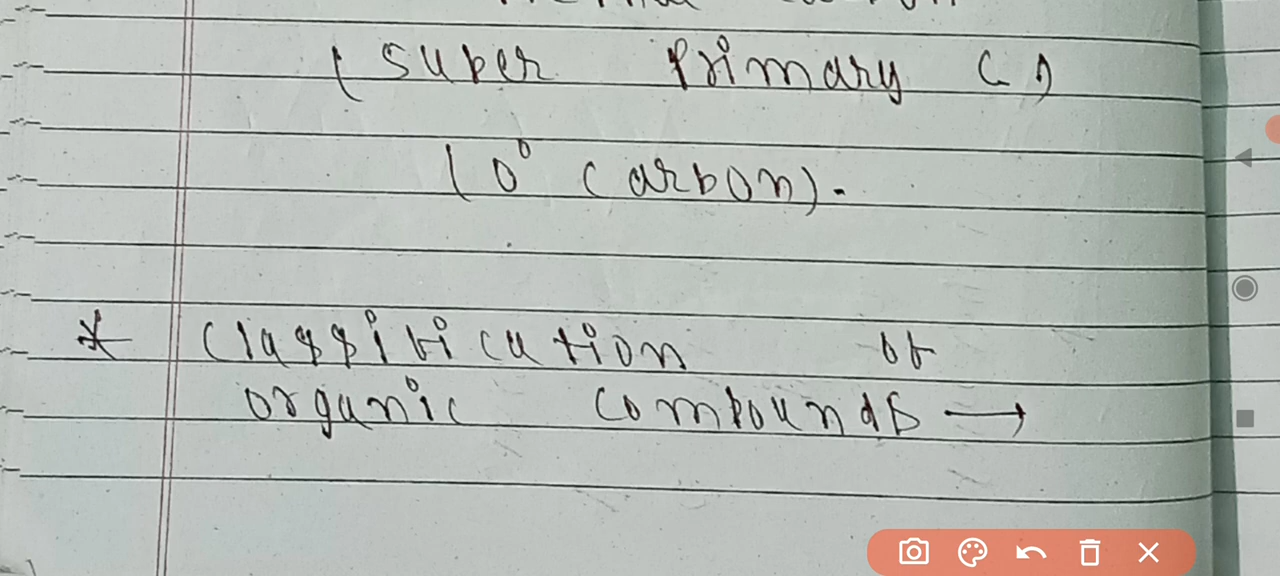 (Super Primary C)
(0° carbon).
* Classification of
organic compounds →